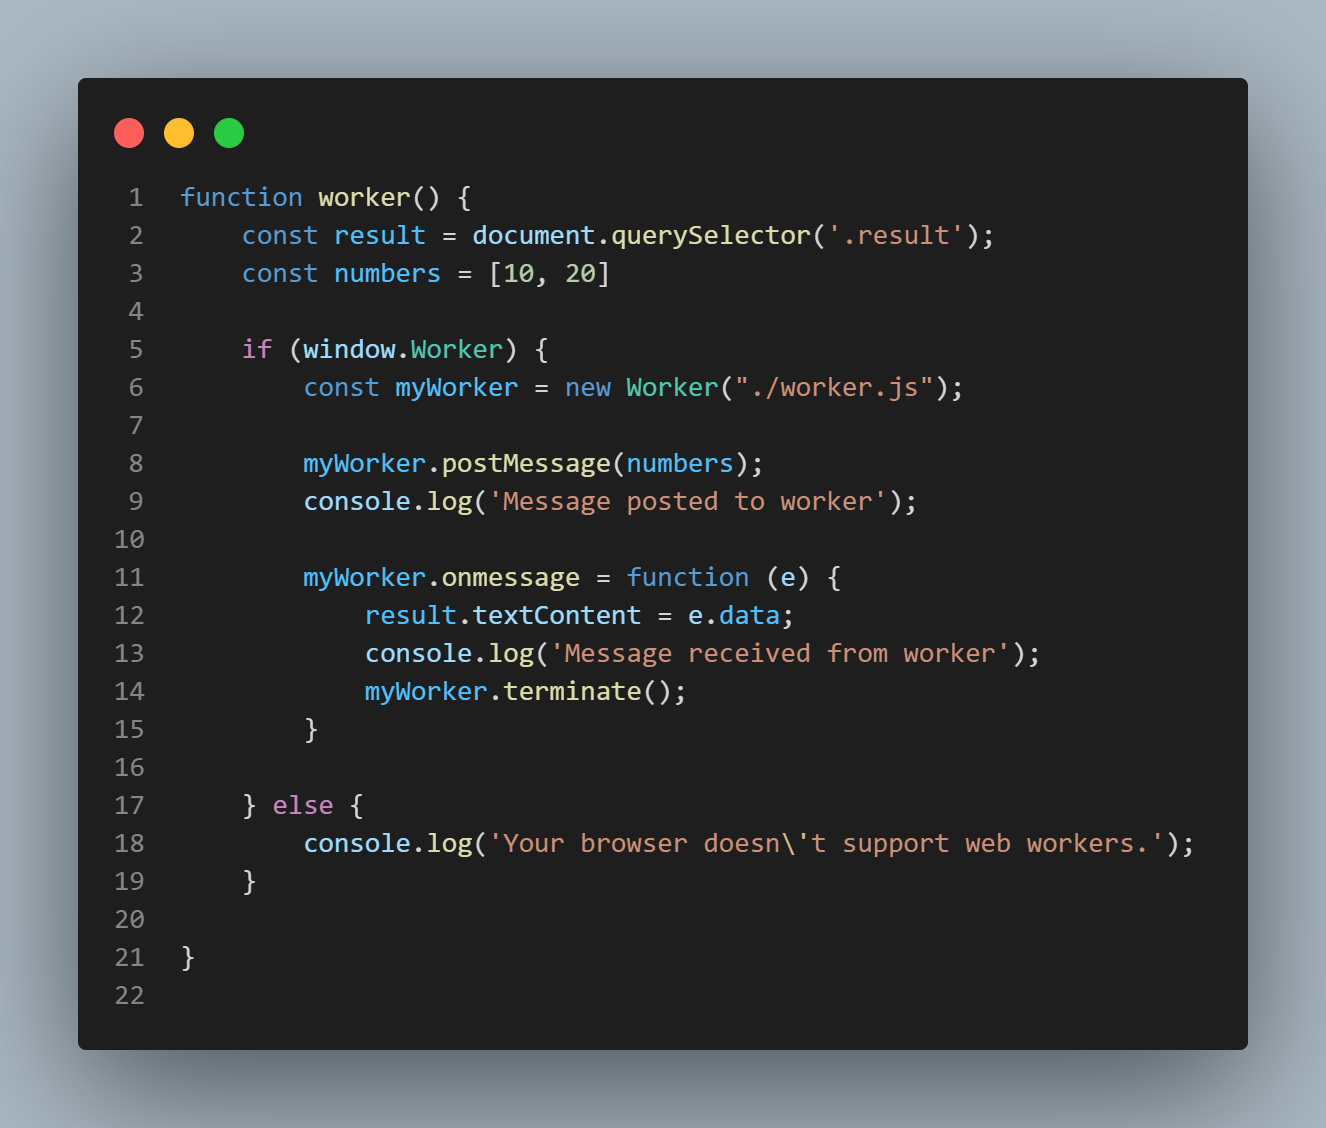 1 function worker() {
2     const result = document.querySelector('.result');
3     const numbers = [10, 20]
4
5     if (window.Worker) {
6         const myWorker = new Worker("./worker.js");
7
8         myWorker.postMessage(numbers);
9         console.log('Message posted to worker');
10
11         myWorker.onmessage = function (e) {
12             result.textContent = e.data;
13             console.log('Message received from worker');
14             myWorker.terminate();
15         }
16
17     } else {
18         console.log('Your browser doesn\'t support web workers.');
19     }
20
21 }
22